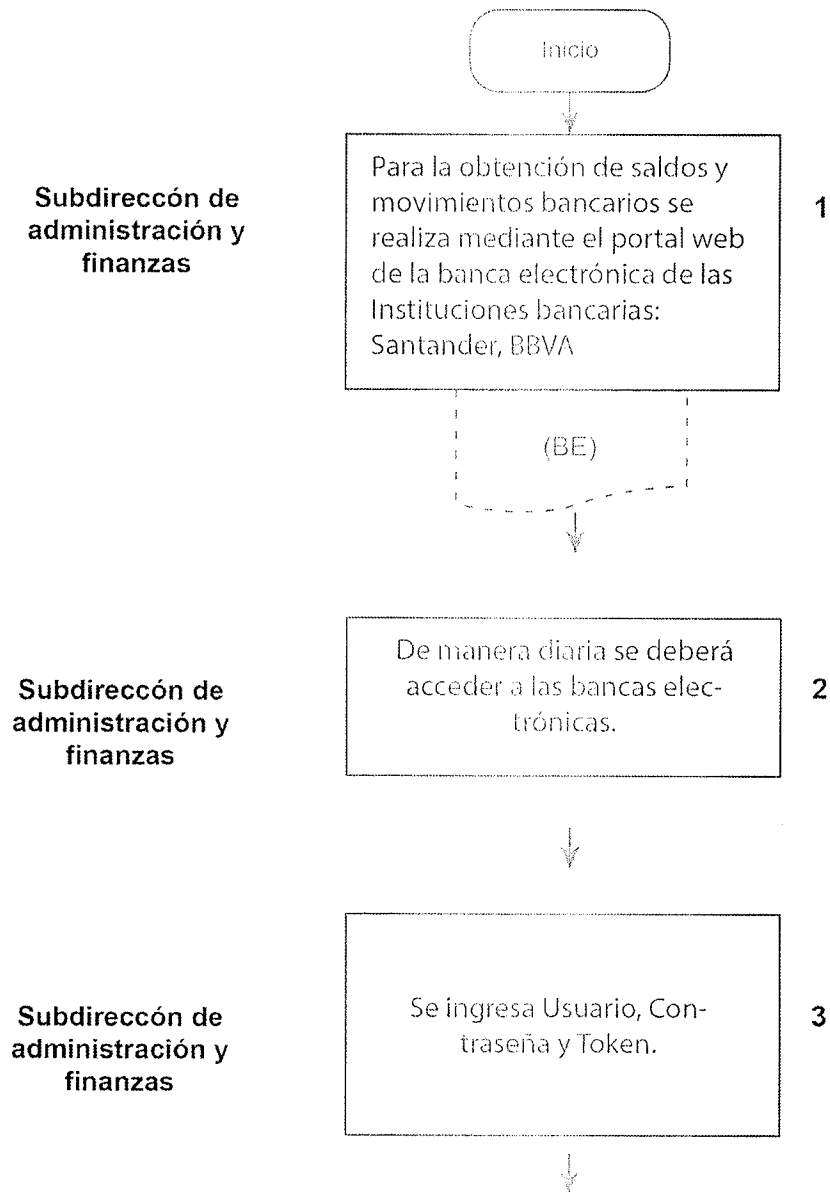 Inicio
Subdireccón de
administración y
finanzas
Para la obtención de saldos y
movimientos bancarios se
realiza mediante el portal web
de la banca electrónica de las
Instituciones bancarias:
Santander, BBVA
1
(BE)
Subdireccón de
administración y
finanzas
De manera diaria se deberá
acceder a las bancas elec-
trónicas.
2
Subdireccón de
administración y
finanzas
Se ingresa Usuario, Con-
traseña y Token.
3